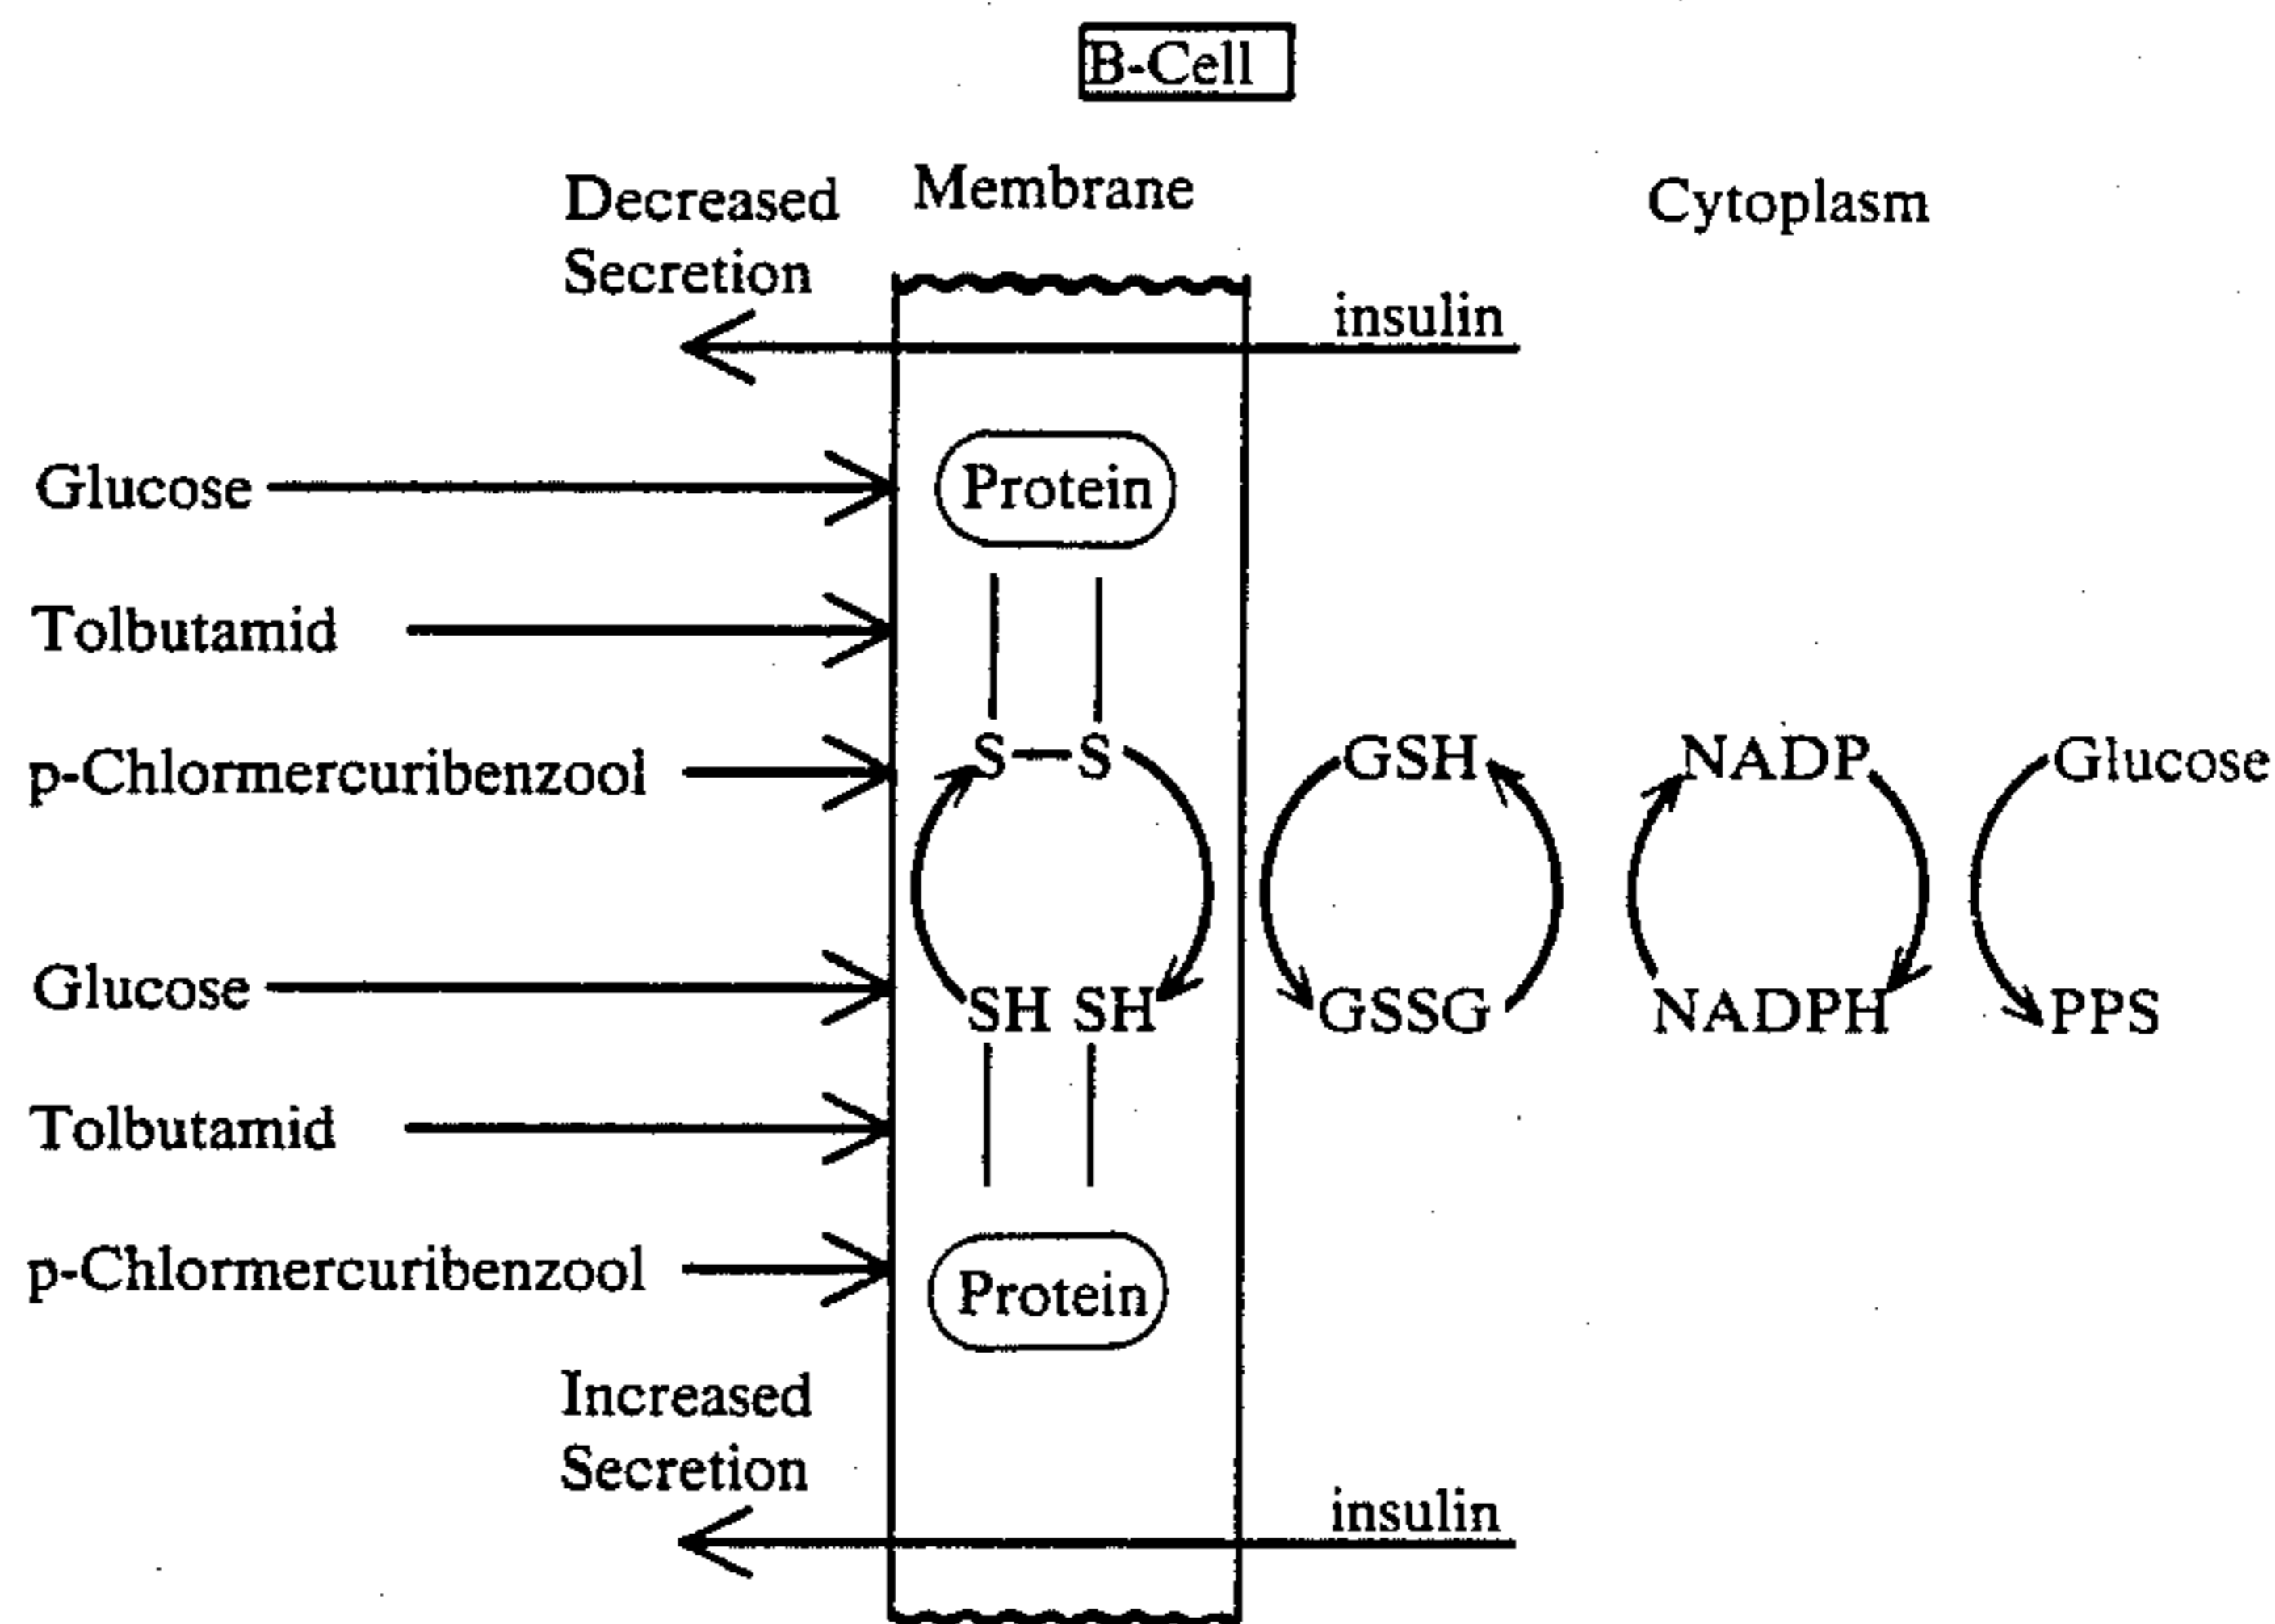 B-Cell
Decreased
Secretion
Membrane
Cytoplasm
insulin
Glucose
Protein
Tolbutamid
p-Chlormercuribenzool
S—S
GSH
NADP
Glucose
Glucose
SH SH
GSSG
NADPH
PPS
Tolbutamid
p-Chlormercuribenzool
Protein
Increased
Secretion
insulin